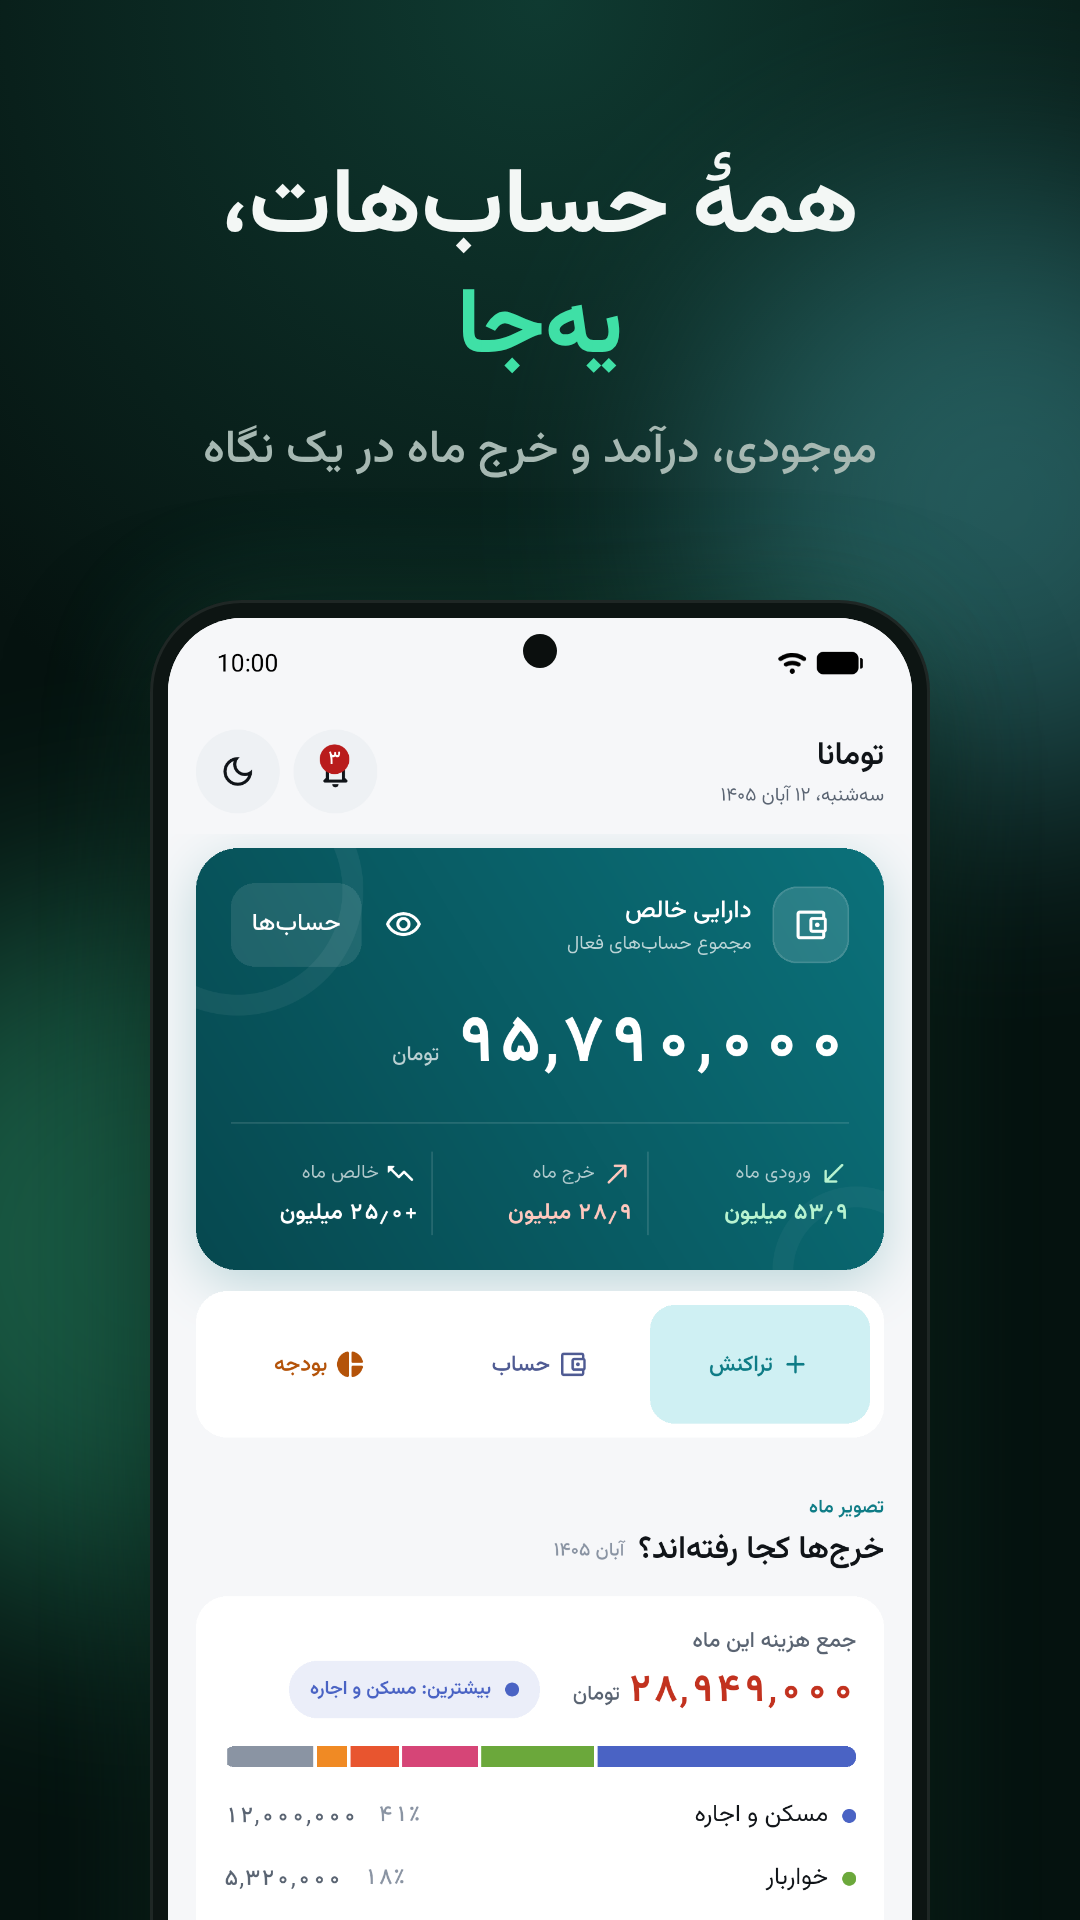 همهٔ حساب‌هات،
یه‌جا
موجودی، درآمد و خرج ماه در یک نگاه
10:00
تومانا
۳
سه‌شنبه، ۱۲ آبان ۱۴۰۵
دارایی خالص
حساب‌ها
مجموع حساب‌های فعال
۹۵,۷۹۰,۰۰۰ تومان
ورودی ماه
خرج ماه
خالص ماه
۵۳٫۹ میلیون
۲۸٫۹ میلیون
+۲۵٫۰ میلیون
تراکنش
حساب
بودجه
تصویر ماه
خرج‌ها کجا رفته‌اند؟ آبان ۱۴۰۵
جمع هزینه این ماه
۲۸,۹۴۹,۰۰۰ تومان
بیشترین: مسکن و اجاره
مسکن و اجاره ۴۱٪ ۱۲,۰۰۰,۰۰۰
خواربار ۱۸٪ ۵,۳۲۰,۰۰۰